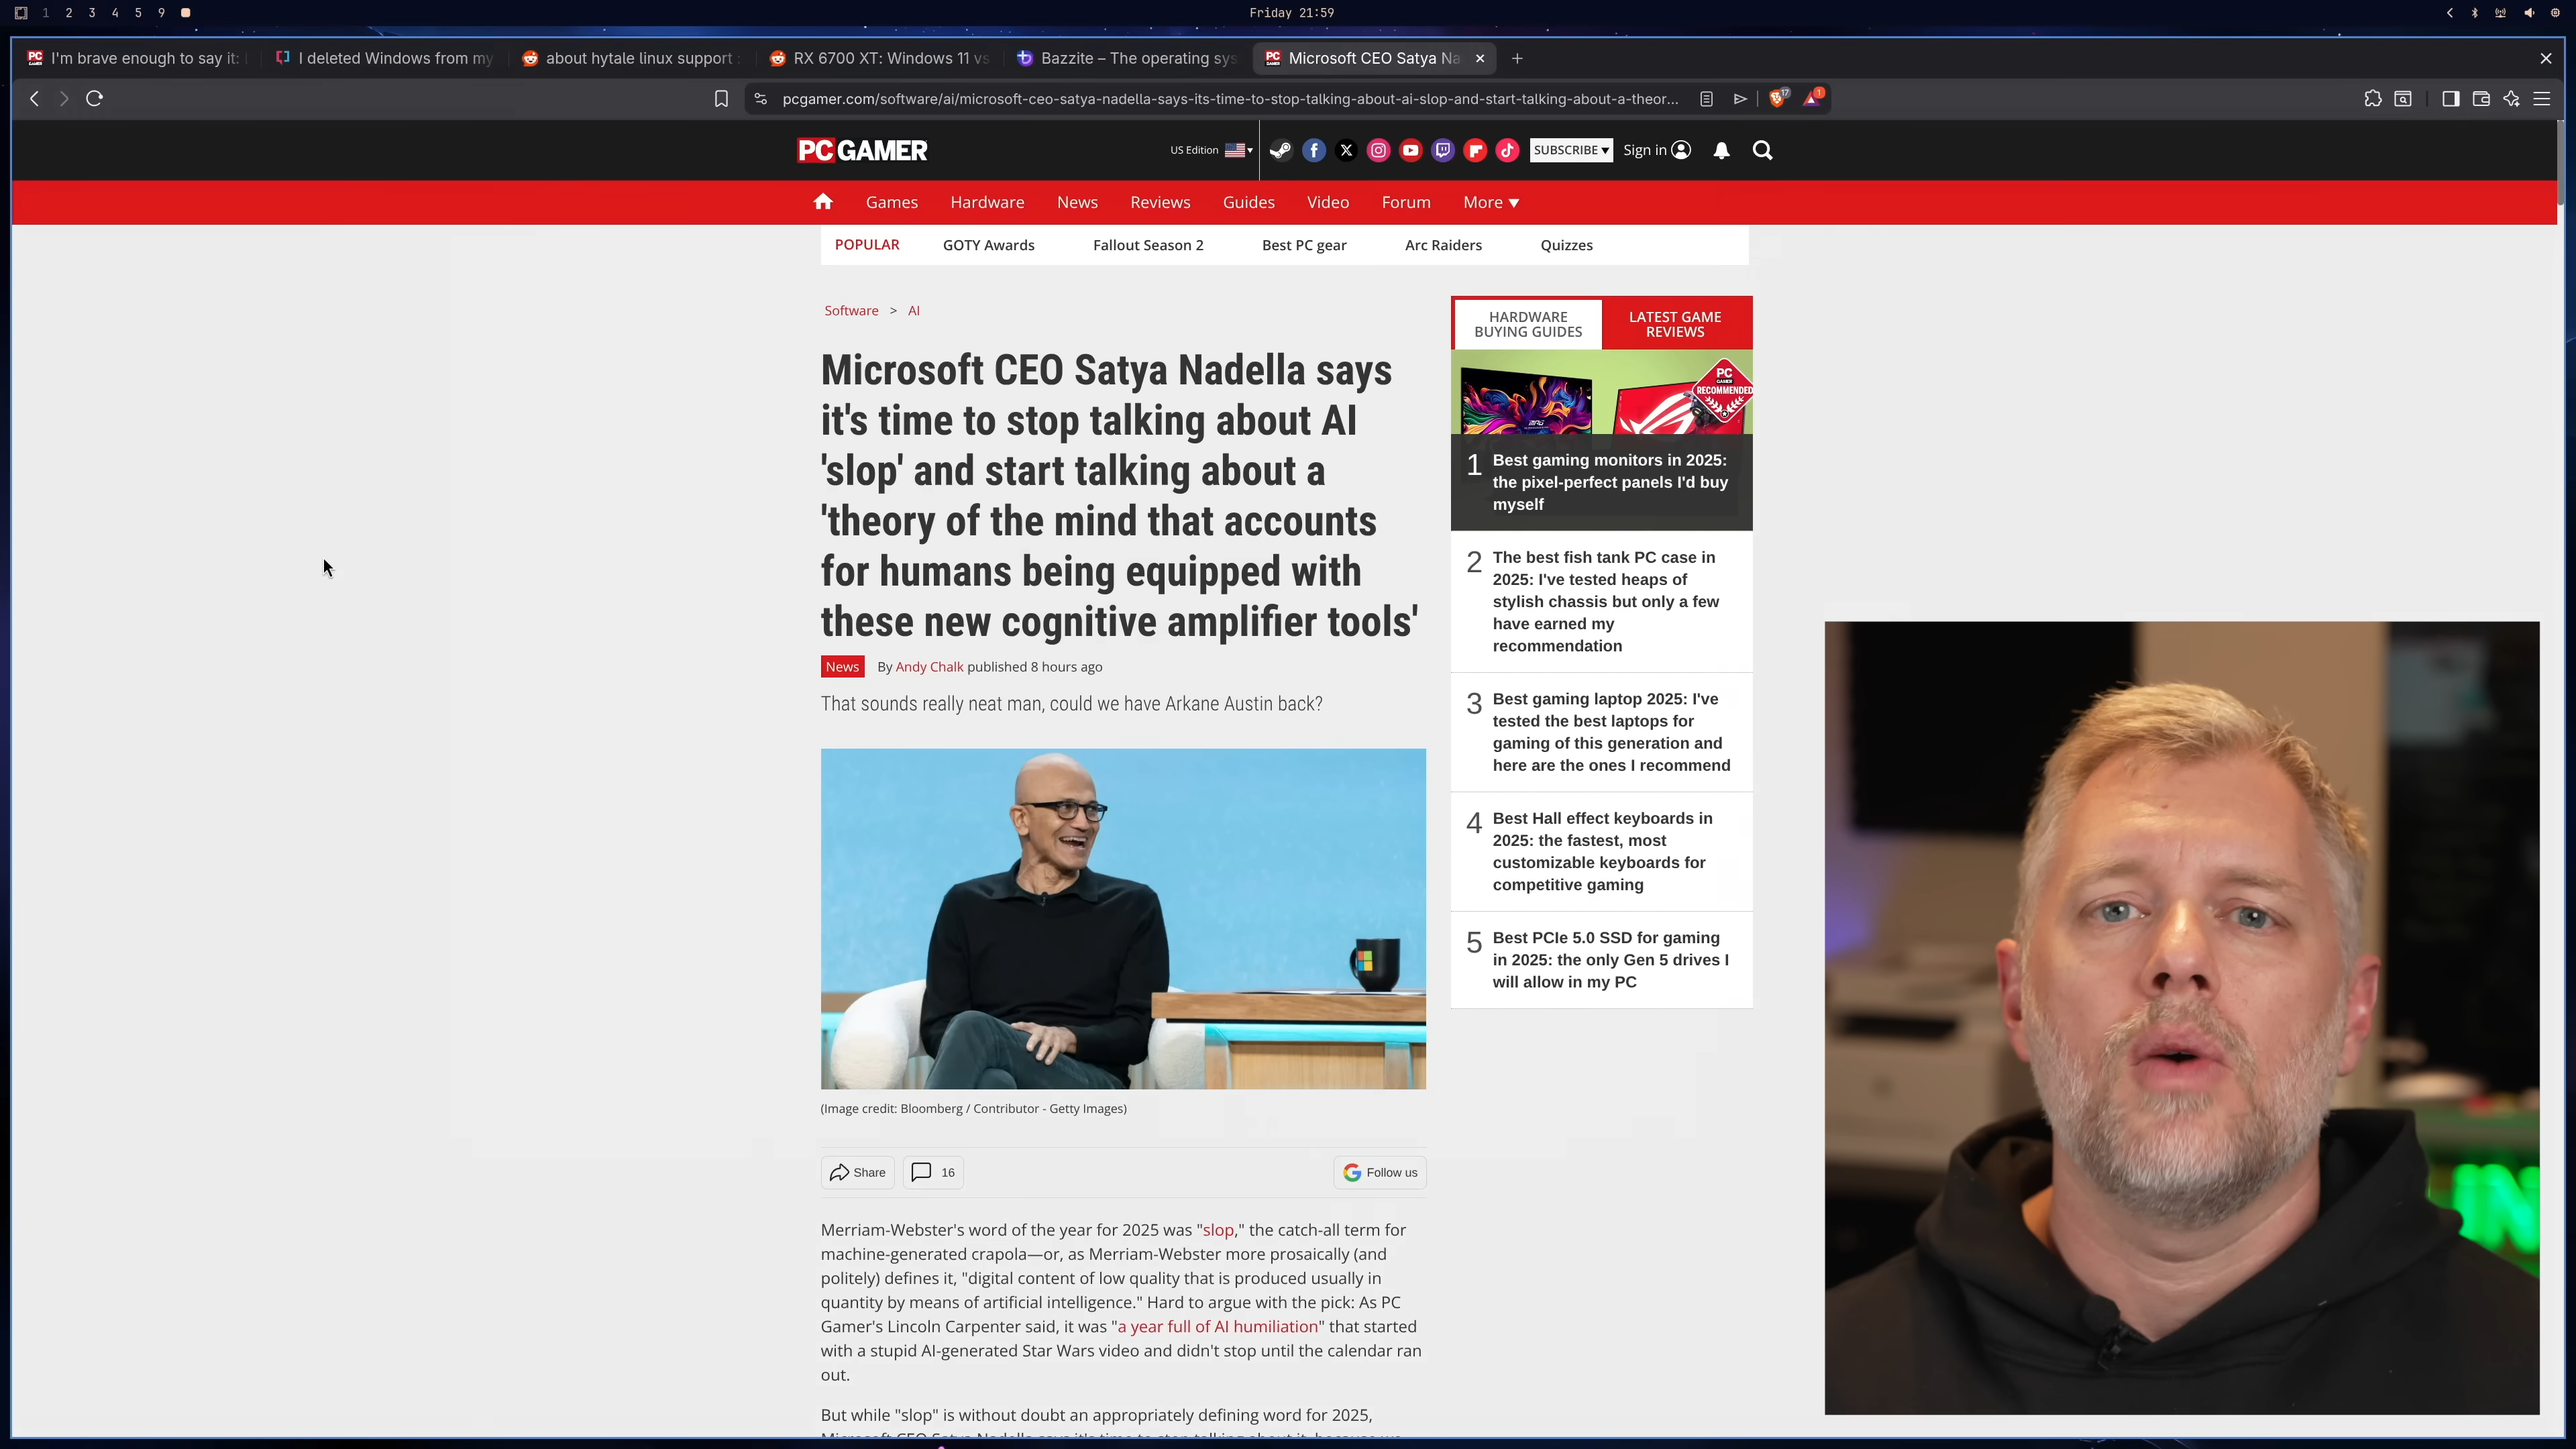 1 2 3 4 5 9
Friday 21:59
I'm brave enough to say it:
I deleted Windows from my
about hytale linux support :
RX 6700 XT: Windows 11 vs
Bazzite – The operating sys
Microsoft CEO Satya Na
pcgamer.com/software/ai/microsoft-ceo-satya-nadella-says-its-time-to-stop-talking-about-ai-slop-and-start-talking-about-a-theor...
17
1
PC GAMER
US Edition
SUBSCRIBE
Sign in
Games
Hardware
News
Reviews
Guides
Video
Forum
More
POPULAR
GOTY Awards
Fallout Season 2
Best PC gear
Arc Raiders
Quizzes
Software > AI
Microsoft CEO Satya Nadella says
it's time to stop talking about AI
'slop' and start talking about a
'theory of the mind that accounts
for humans being equipped with
these new cognitive amplifier tools'
News
By Andy Chalk published 8 hours ago
That sounds really neat man, could we have Arkane Austin back?
(Image credit: Bloomberg / Contributor - Getty Images)
Share
16
Follow us
Merriam-Webster's word of the year for 2025 was "slop," the catch-all term for
machine-generated crapola—or, as Merriam-Webster more prosaically (and
politely) defines it, "digital content of low quality that is produced usually in
quantity by means of artificial intelligence." Hard to argue with the pick: As PC
Gamer's Lincoln Carpenter said, it was "a year full of AI humiliation" that started
with a stupid AI-generated Star Wars video and didn't stop until the calendar ran
out.
But while "slop" is without doubt an appropriately defining word for 2025,
HARDWARE
BUYING GUIDES
LATEST GAME
REVIEWS
PC
GAMER
RECOMMENDED
1 Best gaming monitors in 2025:
the pixel-perfect panels I'd buy
myself
2 The best fish tank PC case in
2025: I've tested heaps of
stylish chassis but only a few
have earned my
recommendation
3 Best gaming laptop 2025: I've
tested the best laptops for
gaming of this generation and
here are the ones I recommend
4 Best Hall effect keyboards in
2025: the fastest, most
customizable keyboards for
competitive gaming
5 Best PCIe 5.0 SSD for gaming
in 2025: the only Gen 5 drives I
will allow in my PC